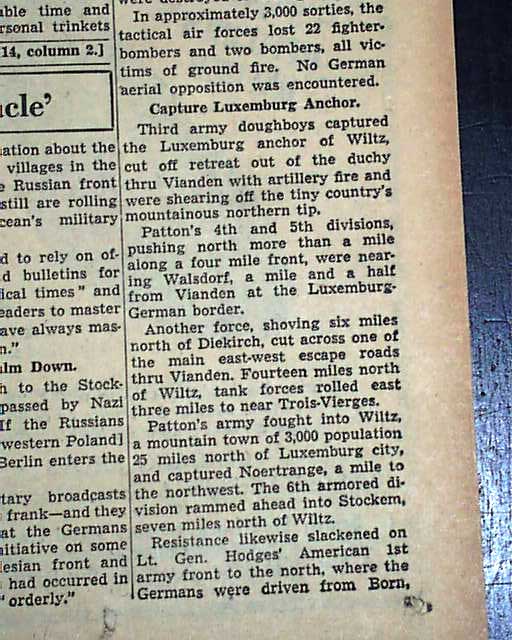 able time and
ersonal trinkets
14, column 2.]
cle'
ation about the
villages in the
e Russian front
still are rolling
cean's military
d to rely on of-
d bulletins for
ical times" and
eaders to master
ave always mas-
n."
lm Down.
n to the Stock-
passed by Nazi
If the Russians
western Poland]
Berlin enters the
tary broadcasts
frank—and they
at the Germans
nitiative on some
lesian front and
had occurred in
"orderly."
In approximately 3,000 sorties, the
tactical air forces lost 22 fighter-
bombers and two bombers, all vic-
tims of ground fire. No German
aerial opposition was encountered.
Capture Luxemburg Anchor.
Third army doughboys captured
the Luxemburg anchor of Wiltz,
cut off retreat out of the duchy
thru Vianden with artillery fire and
were shearing off the tiny country's
mountainous northern tip.
Patton's 4th and 5th divisions,
pushing north more than a mile
along a four mile front, were near-
ing Walsdorf, a mile and a half
from Vianden at the Luxemburg-
German border.
Another force, shoving six miles
north of Diekirch, cut across one of
the main east-west escape roads
thru Vianden. Fourteen miles north
of Wiltz, tank forces rolled east
three miles to near Trois-Vierges.
Patton's army fought into Wiltz,
a mountain town of 3,000 population
25 miles north of Luxemburg city,
and captured Noertrange, a mile to
the northwest. The 6th armored di-
vision rammed ahead into Stockem,
seven miles north of Wiltz.
Resistance likewise slackened on
Lt. Gen. Hodges' American 1st
army front to the north, where the
Germans were driven from Born,